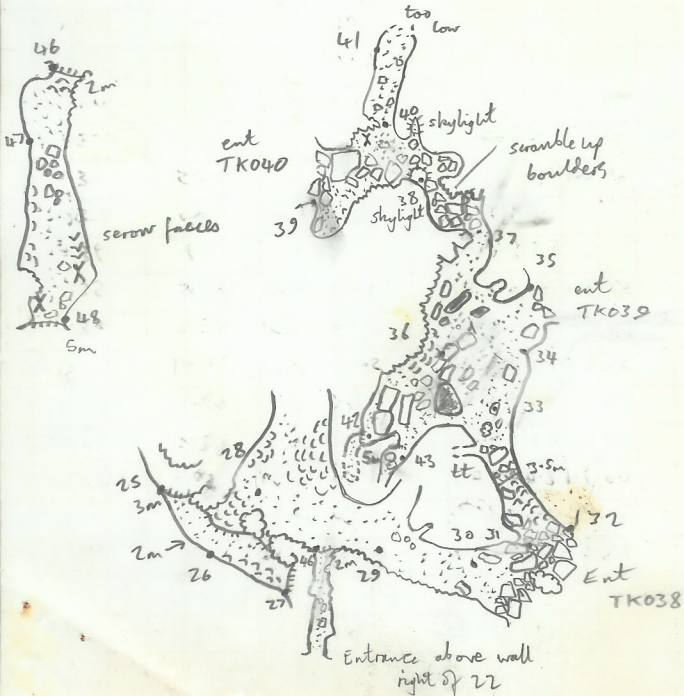 too
low
41
46
2m
40
skylight
ent
TK040
scramble up
boulders
47
39
38
skylight
37
serow faeces
35
ent
TK039
48
5m
36
34
33
42
28
43
tt
3.5m
25
3m
32
2m →
30 31
26
46
2m
29
27
Ent
TK038
Entrance above wall
right of 22